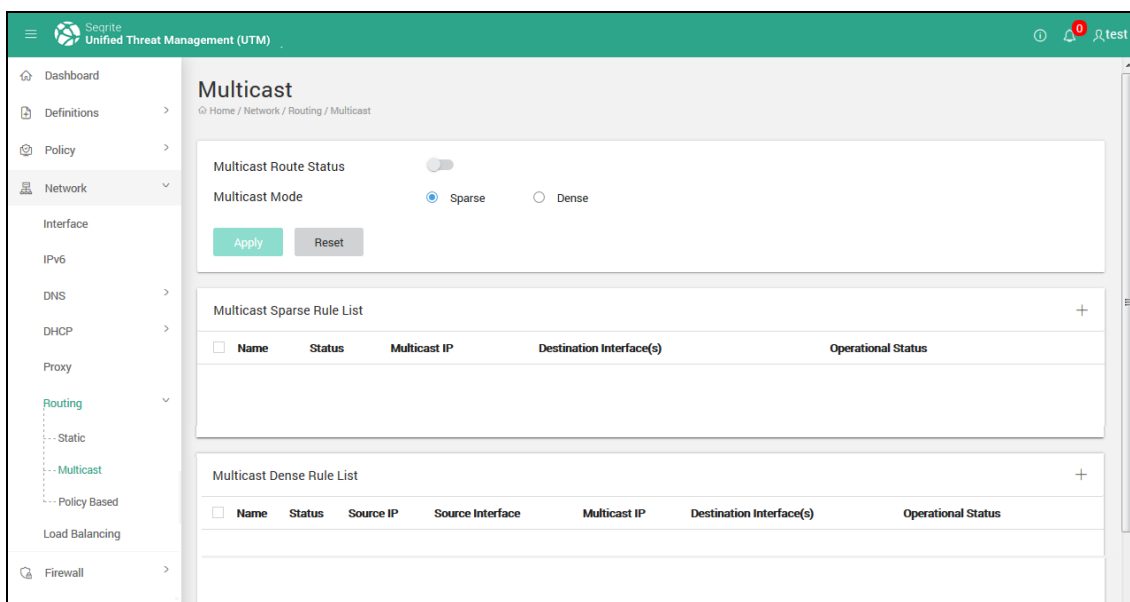 Seqrite
Unified Threat Management (UTM)
0
test
Dashboard
Definitions
Policy
Network
Interface
IPv6
DNS
DHCP
Proxy
Routing
Static
Multicast
Policy Based
Load Balancing
Firewall
Multicast
Home / Network / Routing / Multicast
Multicast Route Status
Multicast Mode Sparse Dense
Apply Reset
Multicast Sparse Rule List
Name Status Multicast IP Destination Interface(s) Operational Status
Multicast Dense Rule List
Name Status Source IP Source Interface Multicast IP Destination Interface(s) Operational Status